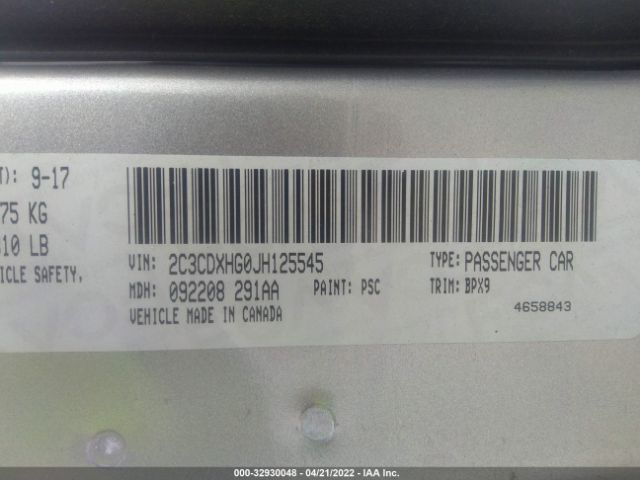 T): 9-17
75 KG
510 LB
ICLE SAFETY,
VIN: 2C3CDXHG0JH125545 TYPE: PASSENGER CAR
MDH: 092208 291AA PAINT: PSC TRIM: BPX9
VEHICLE MADE IN CANADA 4658843
000-32930048 - 04/21/2022 - IAA Inc.